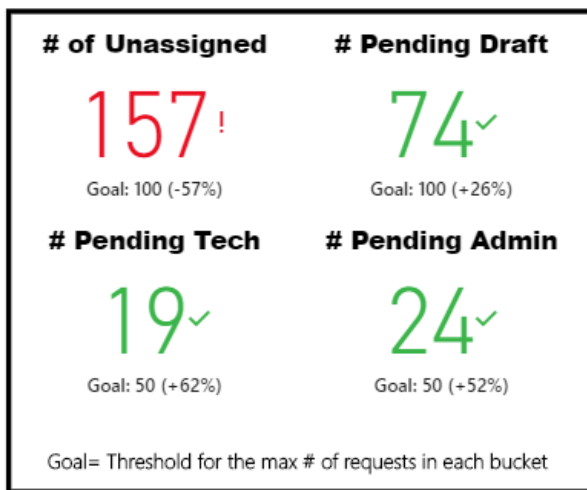 # of Unassigned
# Pending Draft
157!
74
Goal: 100 (-57%)
Goal: 100 (+26%)
# Pending Tech
# Pending Admin
19
24
Goal: 50 (+62%)
Goal: 50 (+52%)
Goal= Threshold for the max # of requests in each bucket